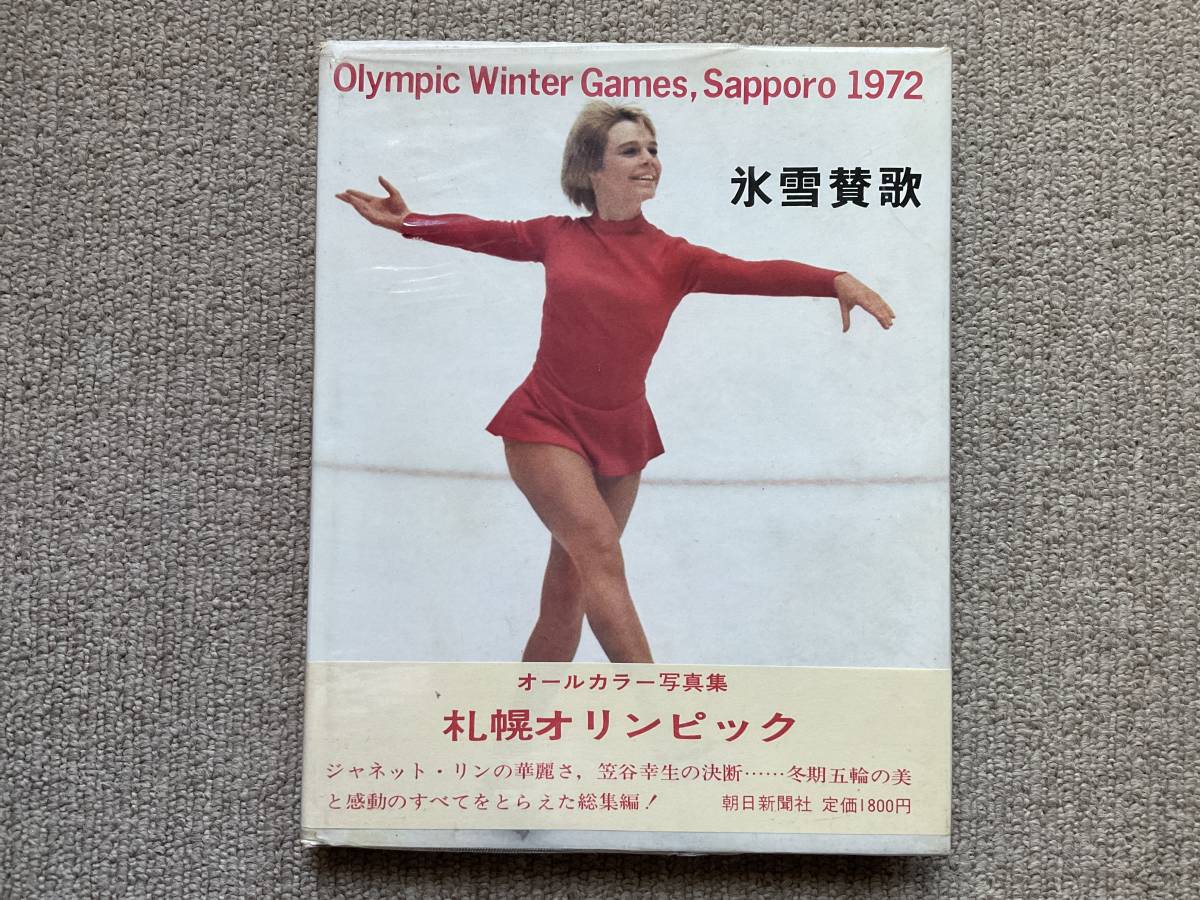 Olympic Winter Games, Sapporo 1972
氷雪賛歌
オールカラー写真集
札幌オリンピック
ジャネット・リンの華麗さ，笠谷幸生の決断……冬期五輪の美
と感動のすべてをとらえた総集編！ 朝日新聞社 定価1800円